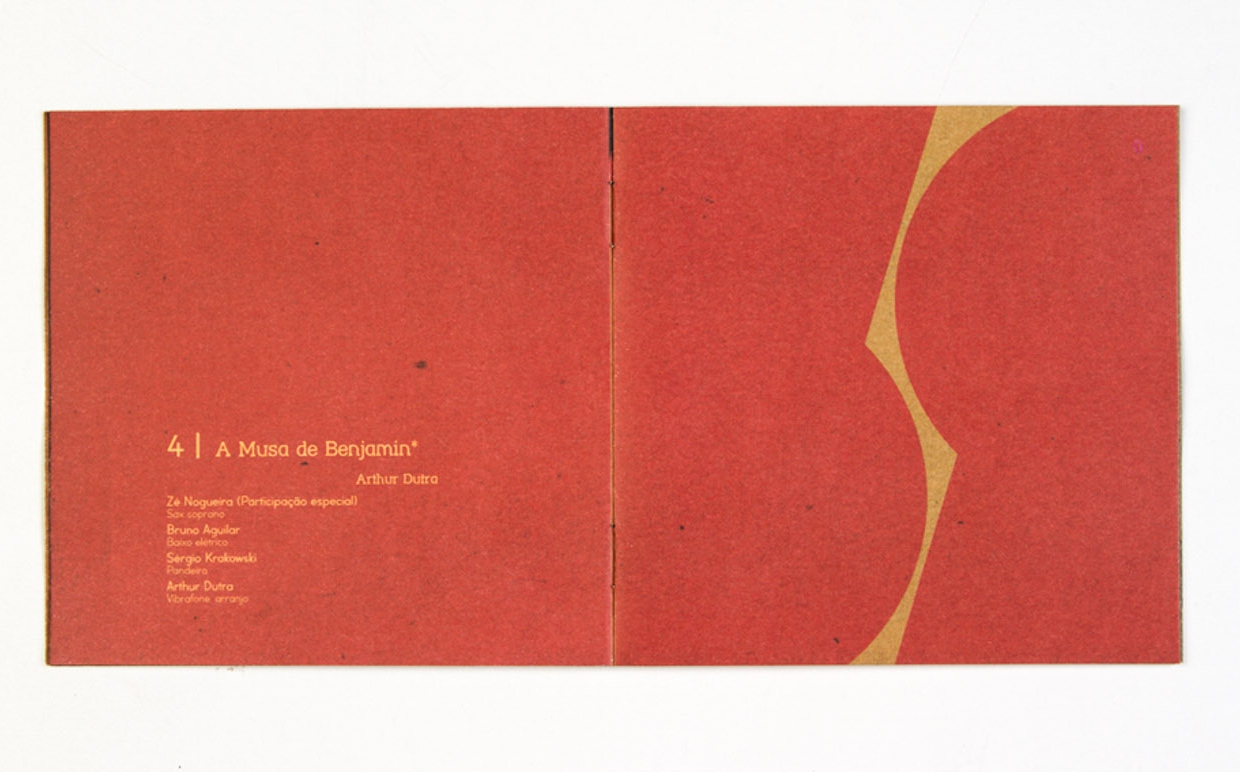 4 | A Musa de Benjamin*
Arthur Dutra
Zé Nogueira (Participação especial)
Sax soprano
Bruno Aguilar
Baixo elétrico
Sérgio Krakowski
Pandeiro
Arthur Dutra
Vibrafone, arranjo